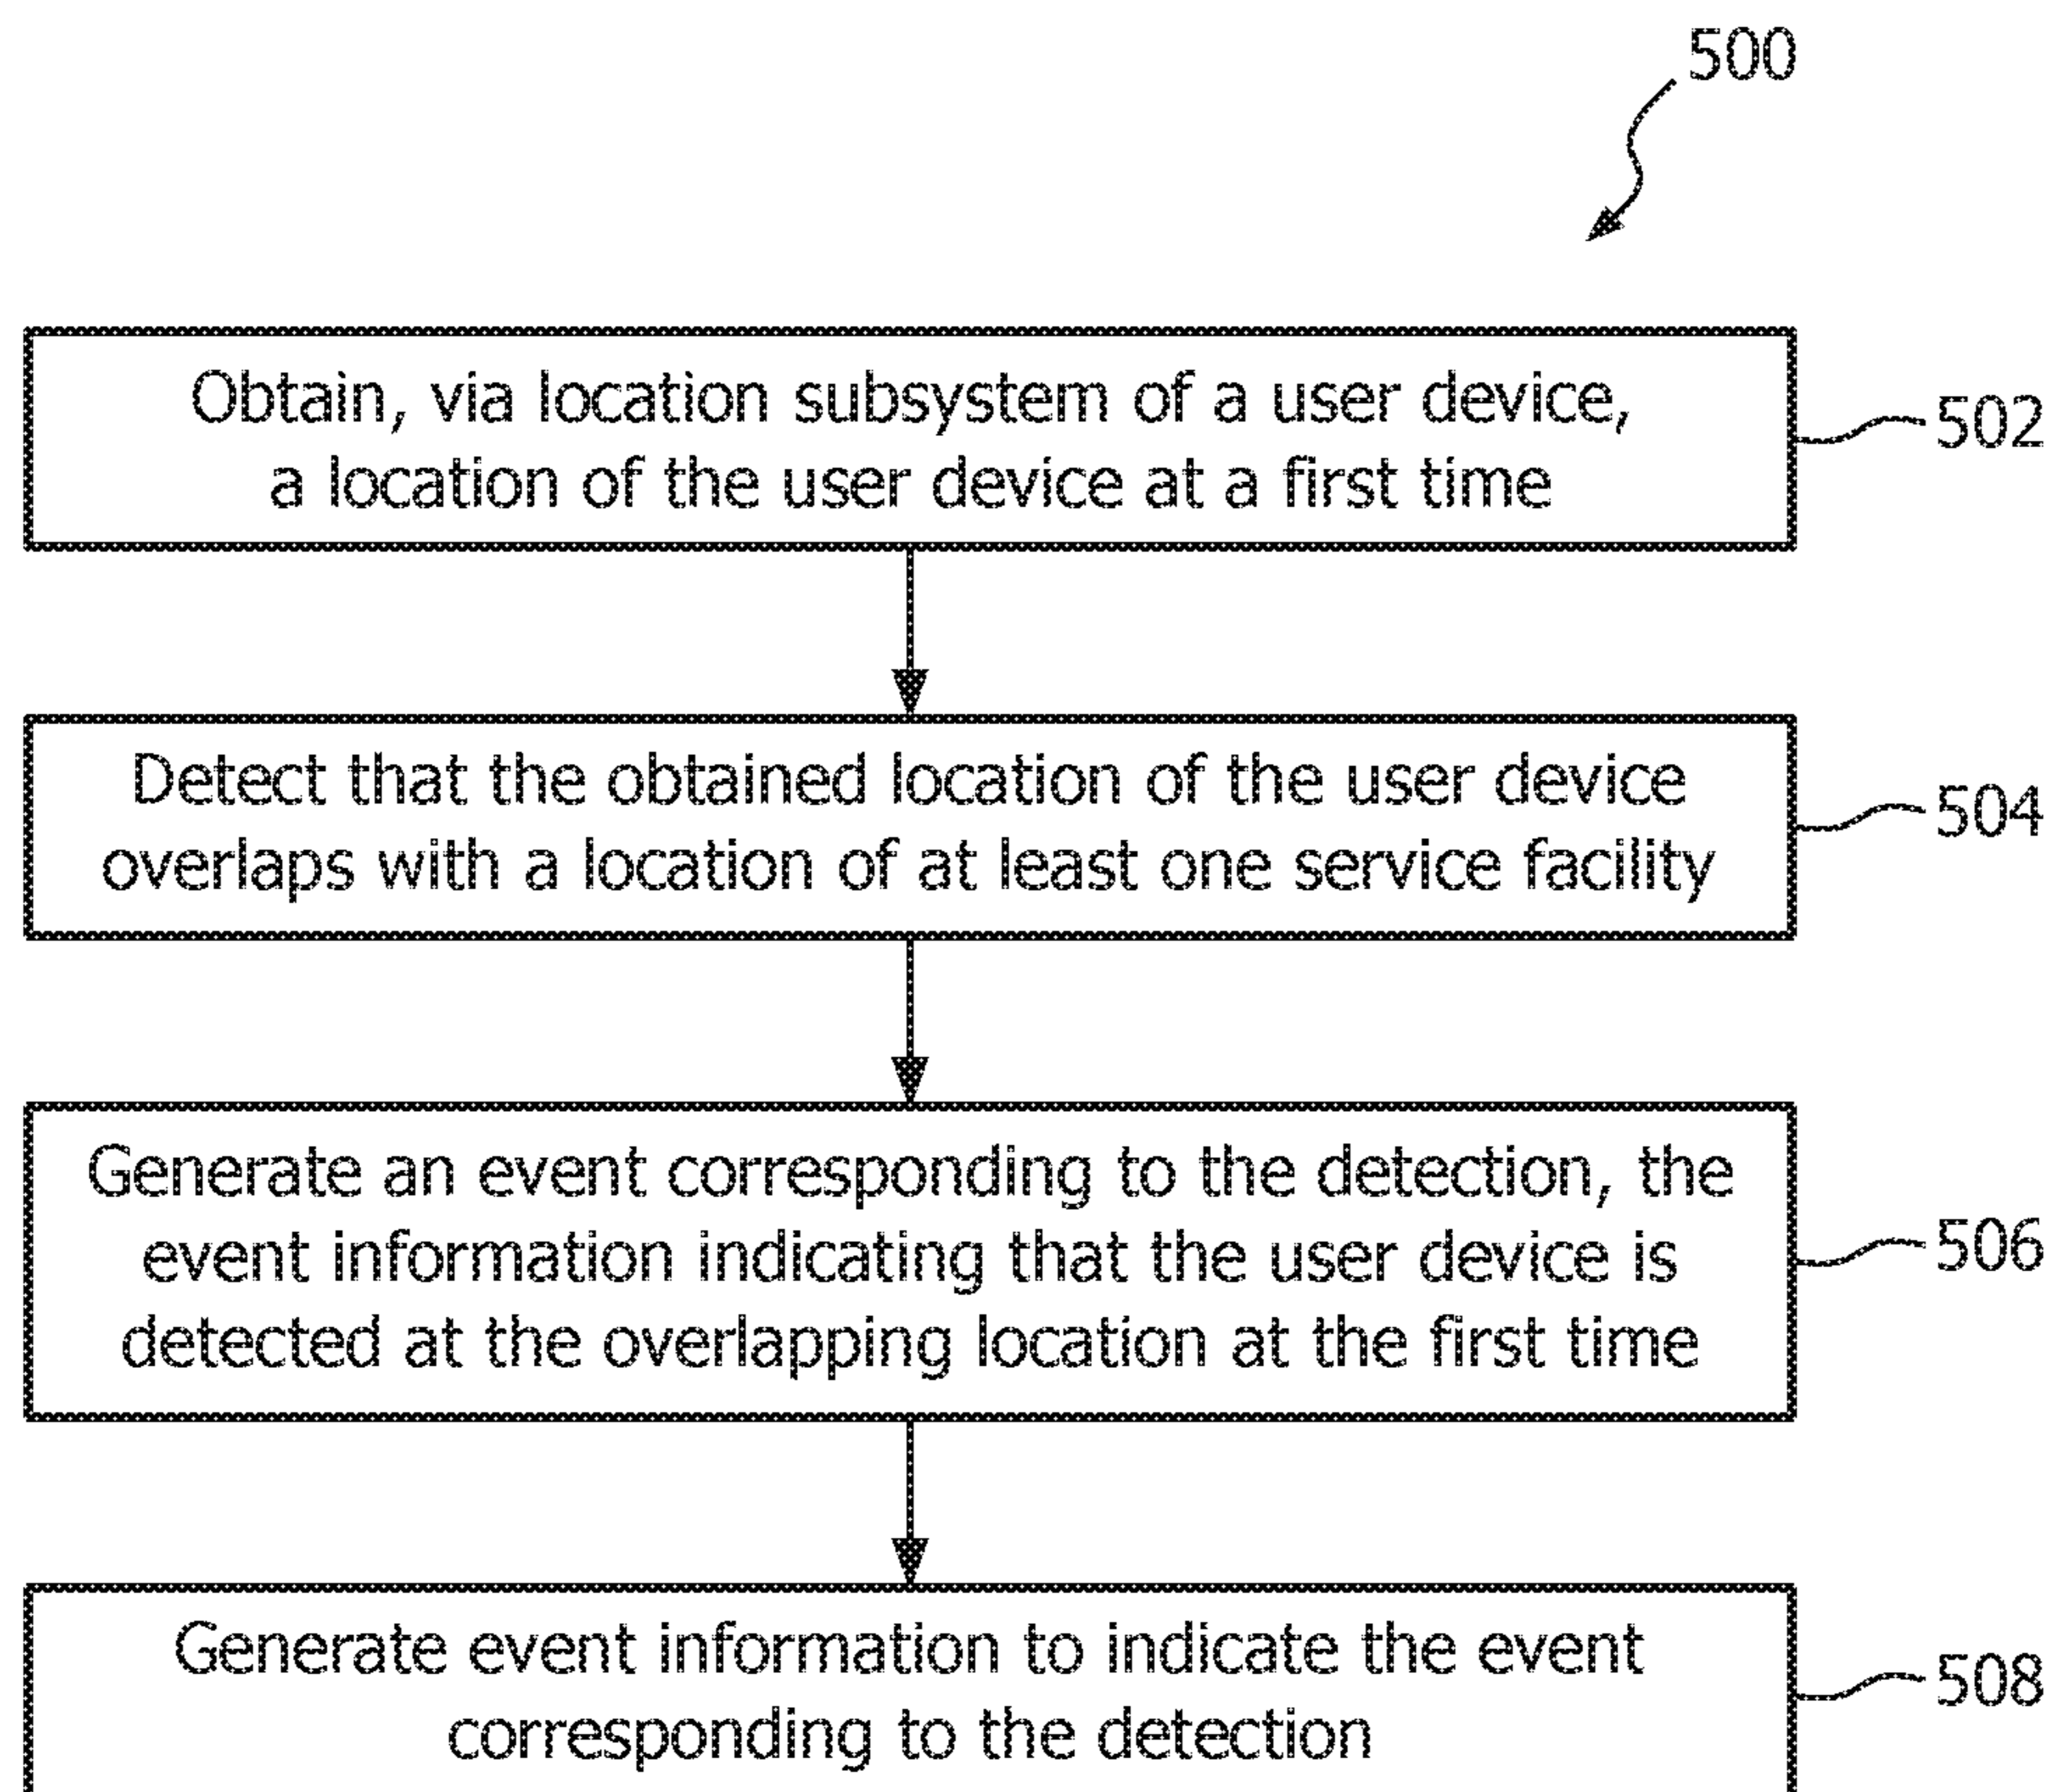 500
Obtain, via location subsystem of a user device,
a location of the user device at a first time
502
Detect that the obtained location of the user device
overlaps with a location of at least one service facility
504
Generate an event corresponding to the detection, the
event information indicating that the user device is
detected at the overlapping location at the first time
506
Generate event information to indicate the event
corresponding to the detection
508